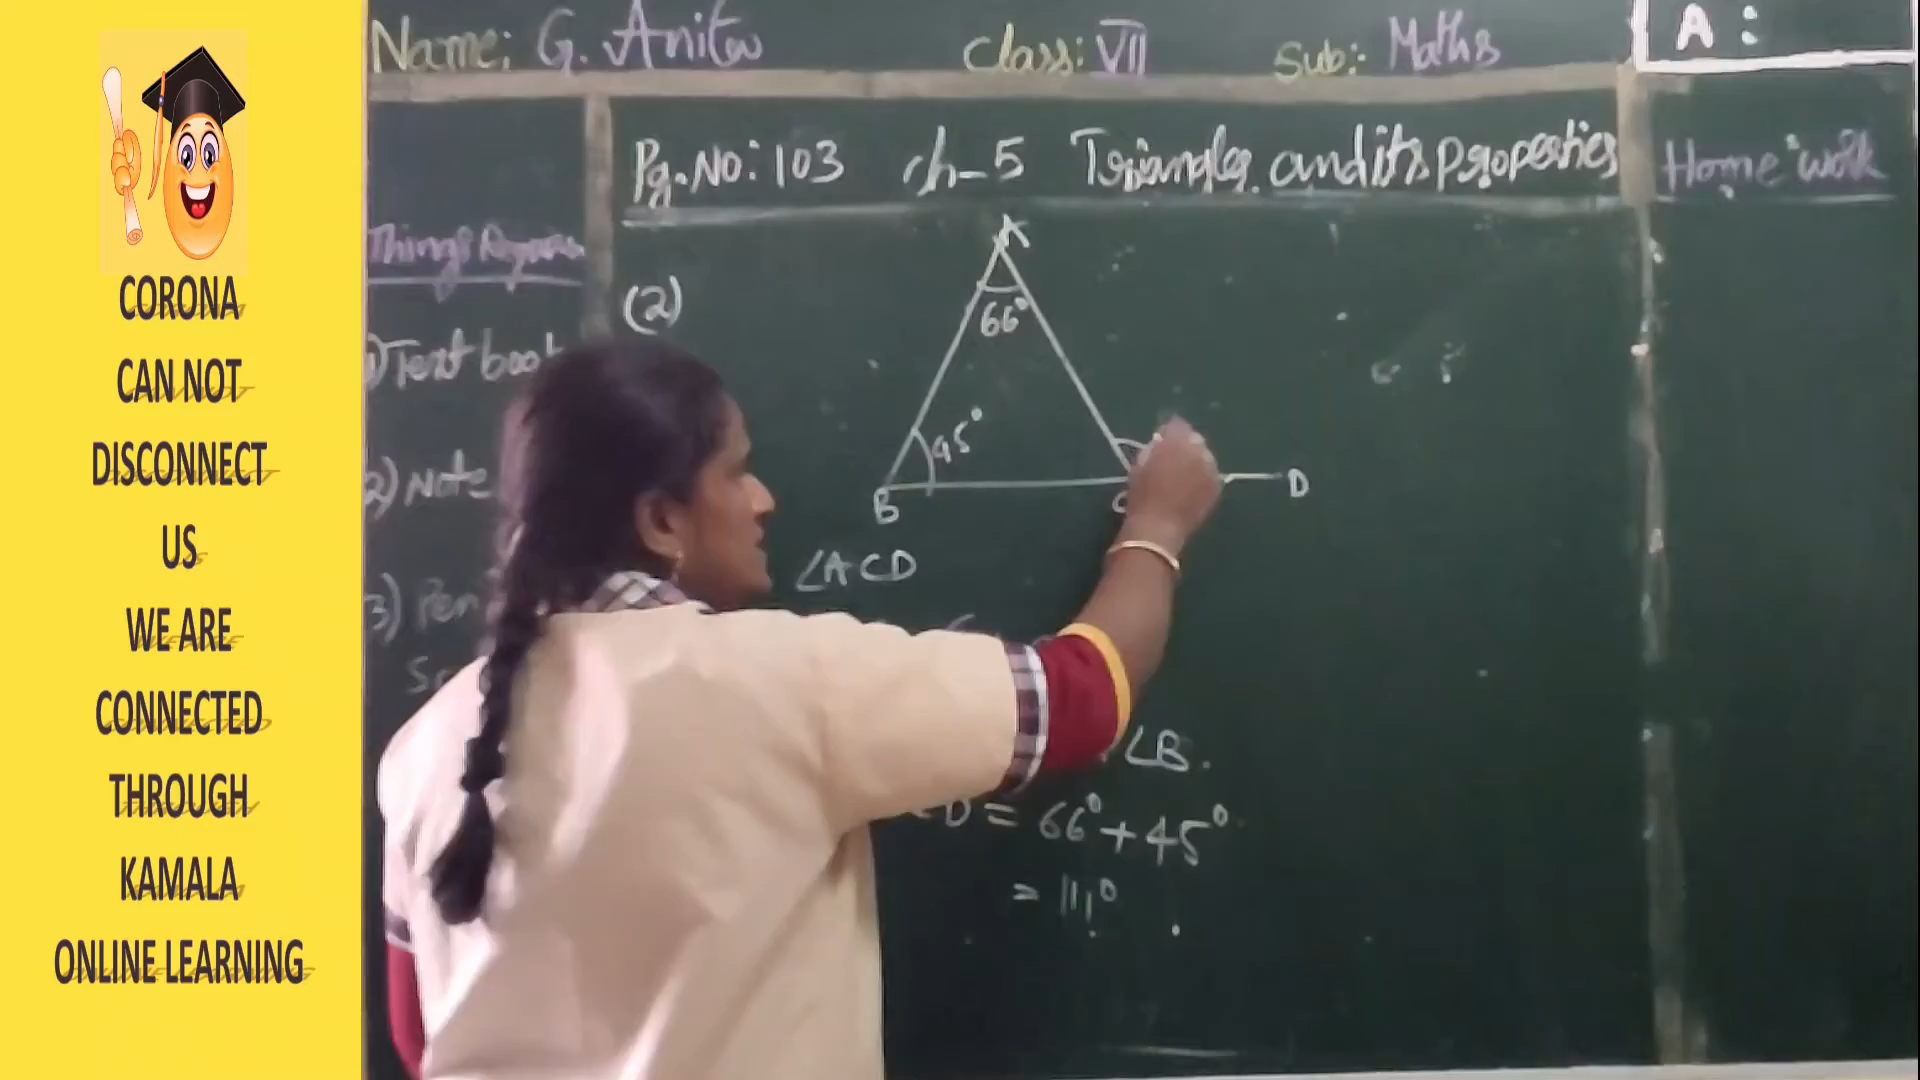 CORONA
CAN NOT
DISCONNECT
US
WE ARE
CONNECTED
THROUGH
KAMALA
ONLINE LEARNING
Name: G. Anita
Class: VII
Sub:- Maths
A :
Pg.No: 103 ch-5 Triangles and its properties
Home work
Things
1) Text book
2) Note
3) Pen
(2)
A
66°
45°
B
C
D
∠ACD
∠B.
CD = 66° + 45°
= 111°